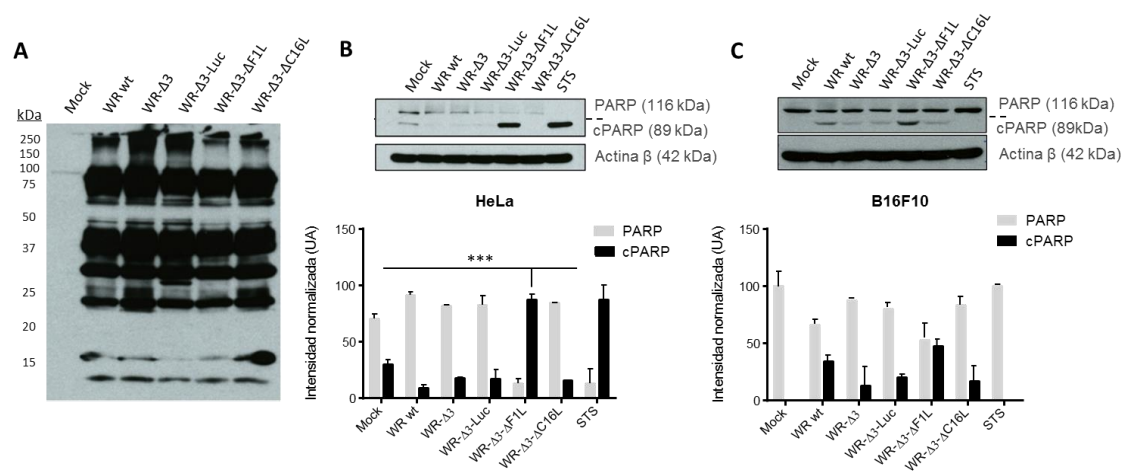 A
Mock
WR wt
WR-Δ3
WR-Δ3-Luc
WR-Δ3-ΔF1L
WR-Δ3-ΔC16L
kDa
250
150
100
75
50
37
25
20
15
B
Mock
WR wt
WR-Δ3
WR-Δ3-Luc
WR-Δ3-ΔF1L
WR-Δ3-ΔC16L
STS
PARP (116 kDa)
cPARP (89 kDa)
Actina β (42 kDa)
HeLa
PARP
cPARP
Intensidad normalizada (UA)
150
100
50
0
***
Mock
WR wt
WR-Δ3
WR-Δ3-Luc
WR-Δ3-ΔF1L
WR-Δ3-ΔC16L
STS
C
Mock
WR wt
WR-Δ3
WR-Δ3-Luc
WR-Δ3-ΔF1L
WR-Δ3-ΔC16L
STS
PARP (116 kDa)
cPARP (89kDa)
Actina β (42 kDa)
B16F10
PARP
cPARP
Intensidad normalizada (UA)
150
100
50
0
Mock
WR wt
WR-Δ3
WR-Δ3-Luc
WR-Δ3-ΔF1L
WR-Δ3-ΔC16L
STS